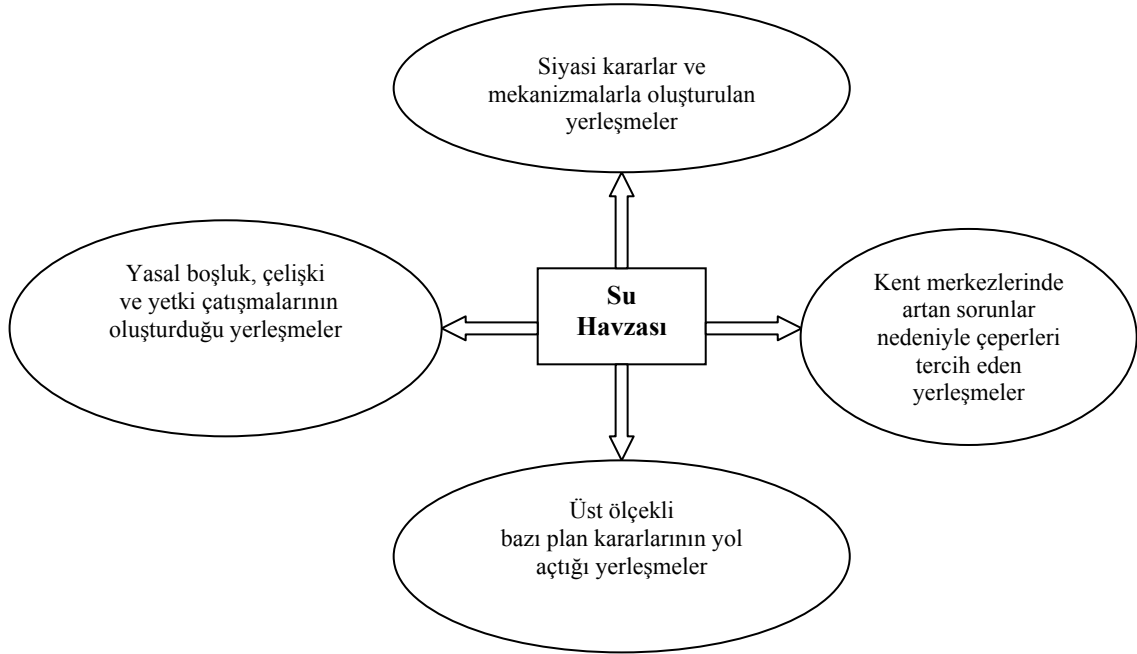 Siyasi kararlar ve
mekanizmalarla oluşturulan
yerleşmeler
Yasal boşluk, çelişki
ve yetki çatışmalarının
oluşturduğu yerleşmeler
Su
Havzası
Kent merkezlerinde
artan sorunlar
nedeniyle çeperleri
tercih eden
yerleşmeler
Üst ölçekli
bazı plan kararlarının yol
açtığı yerleşmeler